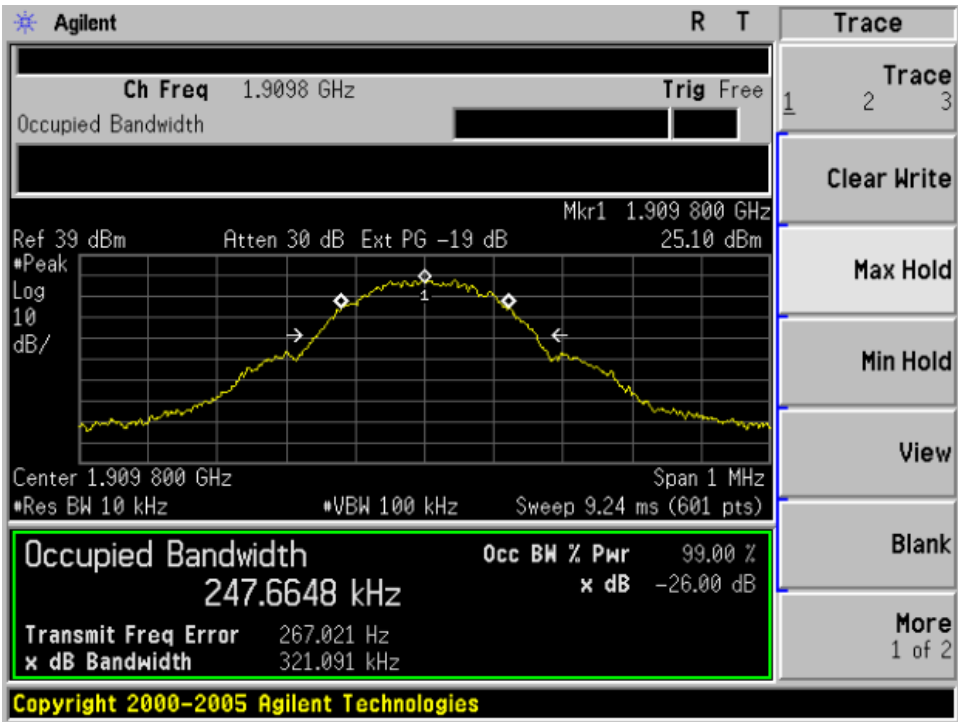 Agilent R T Trace
Ch Freq 1.9098 GHz Trig Free
Occupied Bandwidth
Trace
1 2 3
Clear Write
Mkr1 1.909 800 GHz
Ref 39 dBm Atten 30 dB Ext PG -19 dB 25.10 dBm
#Peak
Log
10
dB/
1
Max Hold
Min Hold
View
Center 1.909 800 GHz Span 1 MHz
#Res BW 10 kHz #VBW 100 kHz Sweep 9.24 ms (601 pts)
Blank
Occupied Bandwidth Occ BW % Pwr 99.00 %
247.6648 kHz x dB -26.00 dB
Transmit Freq Error 267.021 Hz
x dB Bandwidth 321.091 kHz
More
1 of 2
Copyright 2000-2005 Agilent Technologies